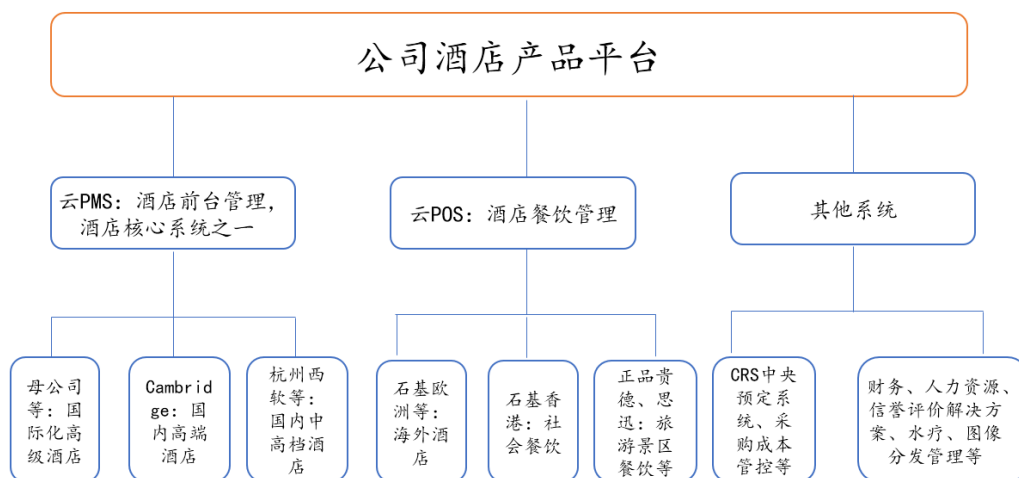 公司酒店产品平台
云PMS：酒店前台管理，
酒店核心系统之一
云POS：酒店餐饮管理
其他系统
母公司
等：国
际化高
级酒店
Cambrid
ge：国
内高端
酒店
杭州西
软等：
国内中
高档酒
店
石基欧
洲等：
海外酒
店
石基香
港：社
会餐饮
正品贵
德、思
迅：旅
游景区
餐饮等
CRS中央
预定系
统、采
购成本
管控等
财务、人力资源、
信誉评价解决方
案、水疗、图像
分发管理等